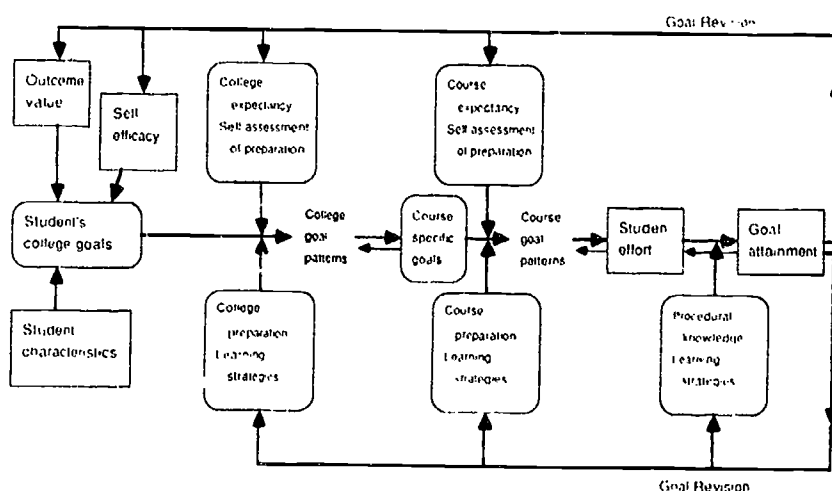 Goal Revision
Outcome
value
Self
efficacy
College
expectancy
Self assessment
of preparation
Course
expectancy
Self assessment
of preparation
Student's
college goals
College
goal
patterns
Course
specific
goals
Course
goal
patterns
Studen
effort
Goal
attainment
Student
characteristics
College
preparation
Learning
strategies
Course
preparation
Learning
strategies
Procedural
knowledge
Learning
strategies
Goal Revision